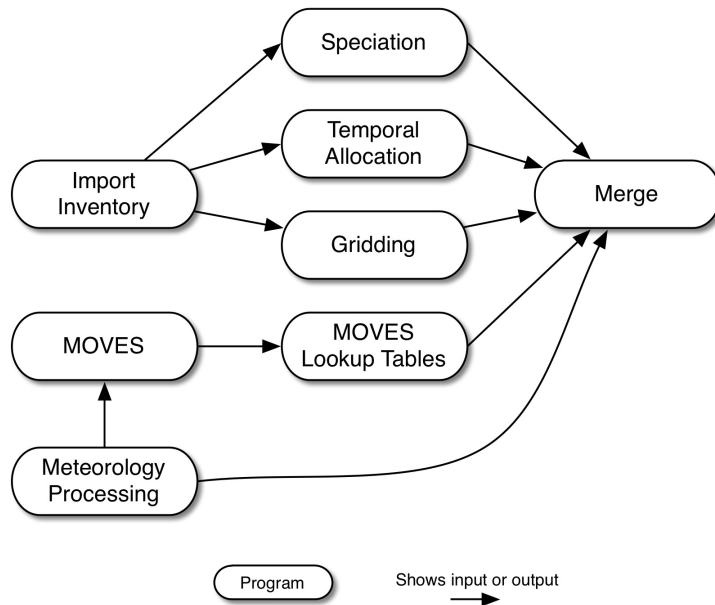 Speciation
Temporal
Allocation
Import
Inventory
Merge
Gridding
MOVES
MOVES
Lookup Tables
Meteorology
Processing
Program
Shows input or output